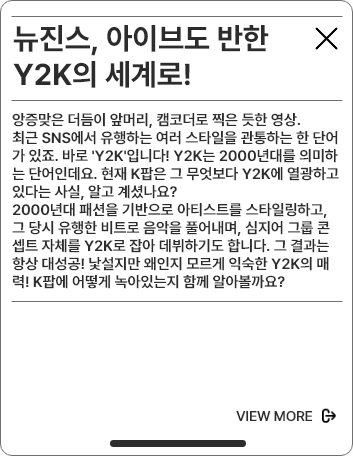 뉴진스, 아이브도 반한
Y2K의 세계로!
앙증맞은 더듬이 앞머리, 캠코더로 찍은 듯한 영상.
최근 SNS에서 유행하는 여러 스타일을 관통하는 한 단어
가 있죠. 바로 'Y2K'입니다! Y2K는 2000년대를 의미하
는 단어인데요. 현재 K팝은 그 무엇보다 Y2K에 열광하고
있다는 사실, 알고 계셨나요?
2000년대 패션을 기반으로 아티스트를 스타일링하고,
그 당시 유행한 비트로 음악을 풀어내며, 심지어 그룹 콘
셉트 자체를 Y2K로 잡아 데뷔하기도 합니다. 그 결과는
항상 대성공! 낯설지만 왜인지 모르게 익숙한 Y2K의 매
력! K팝에 어떻게 녹아있는지 함께 알아볼까요?
VIEW MORE